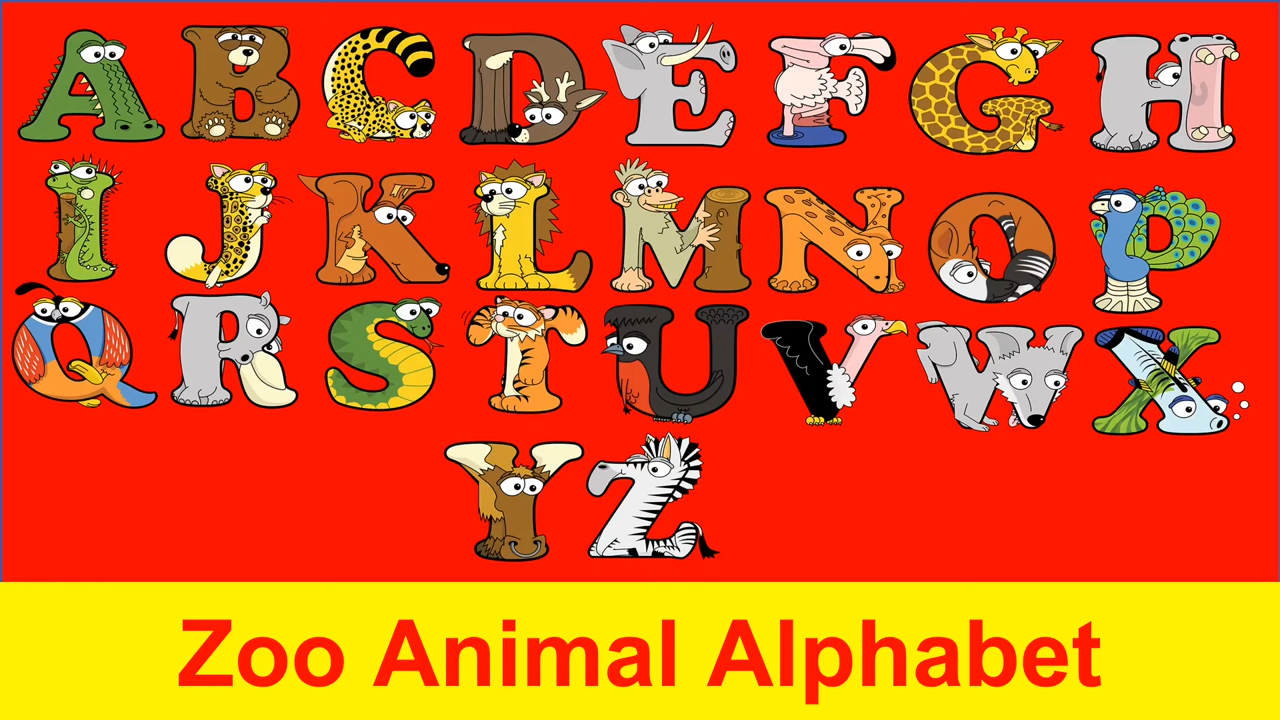 A B C D E F G H
I J K L M N O P
Q R S T U V W X
Y Z
Zoo Animal Alphabet